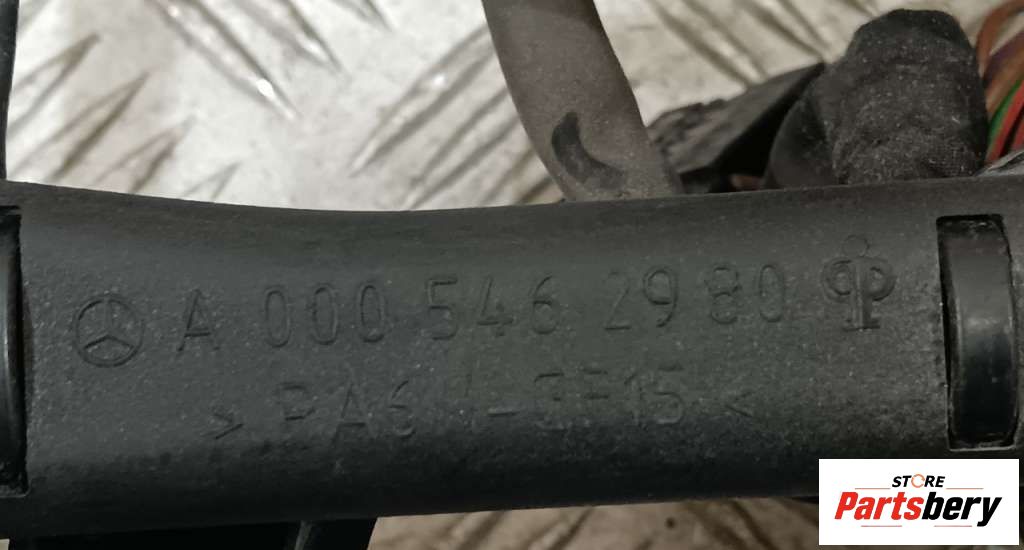 A 000 546 29 80
>PA6-GF15<
STORE
Partsbery